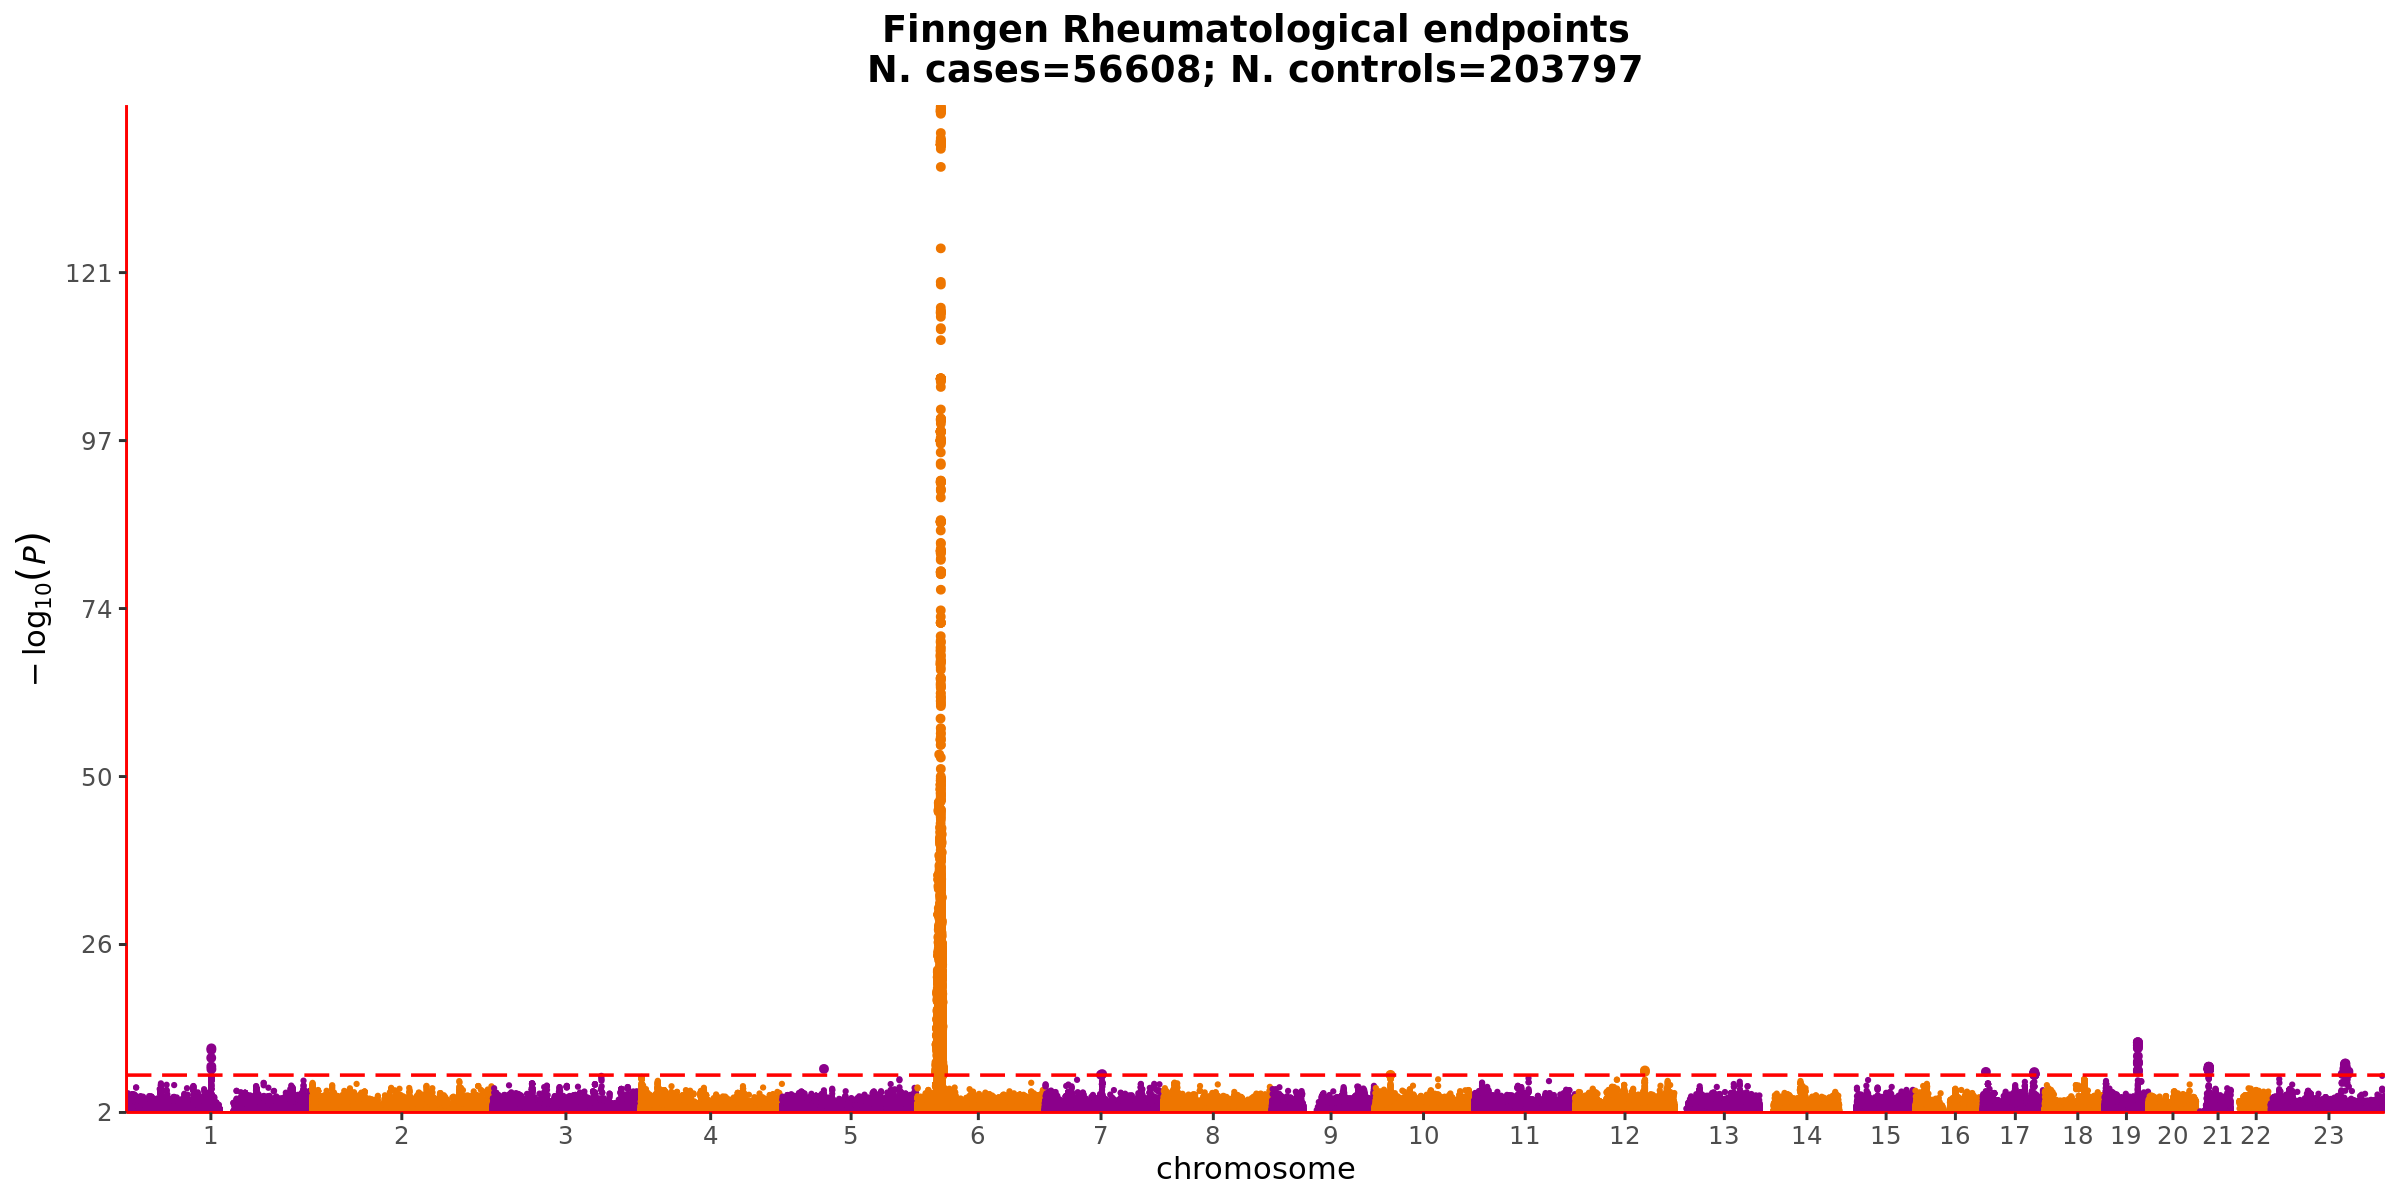 Finngen Rheumatological endpoints
N. cases=56608; N. controls=203797
121
97
74
50
26
2
−log10(P)
1 2 3 4 5 6 7 8 9 10 11 12 13 14 15 16 17 18 19 20 21 22 23
chromosome